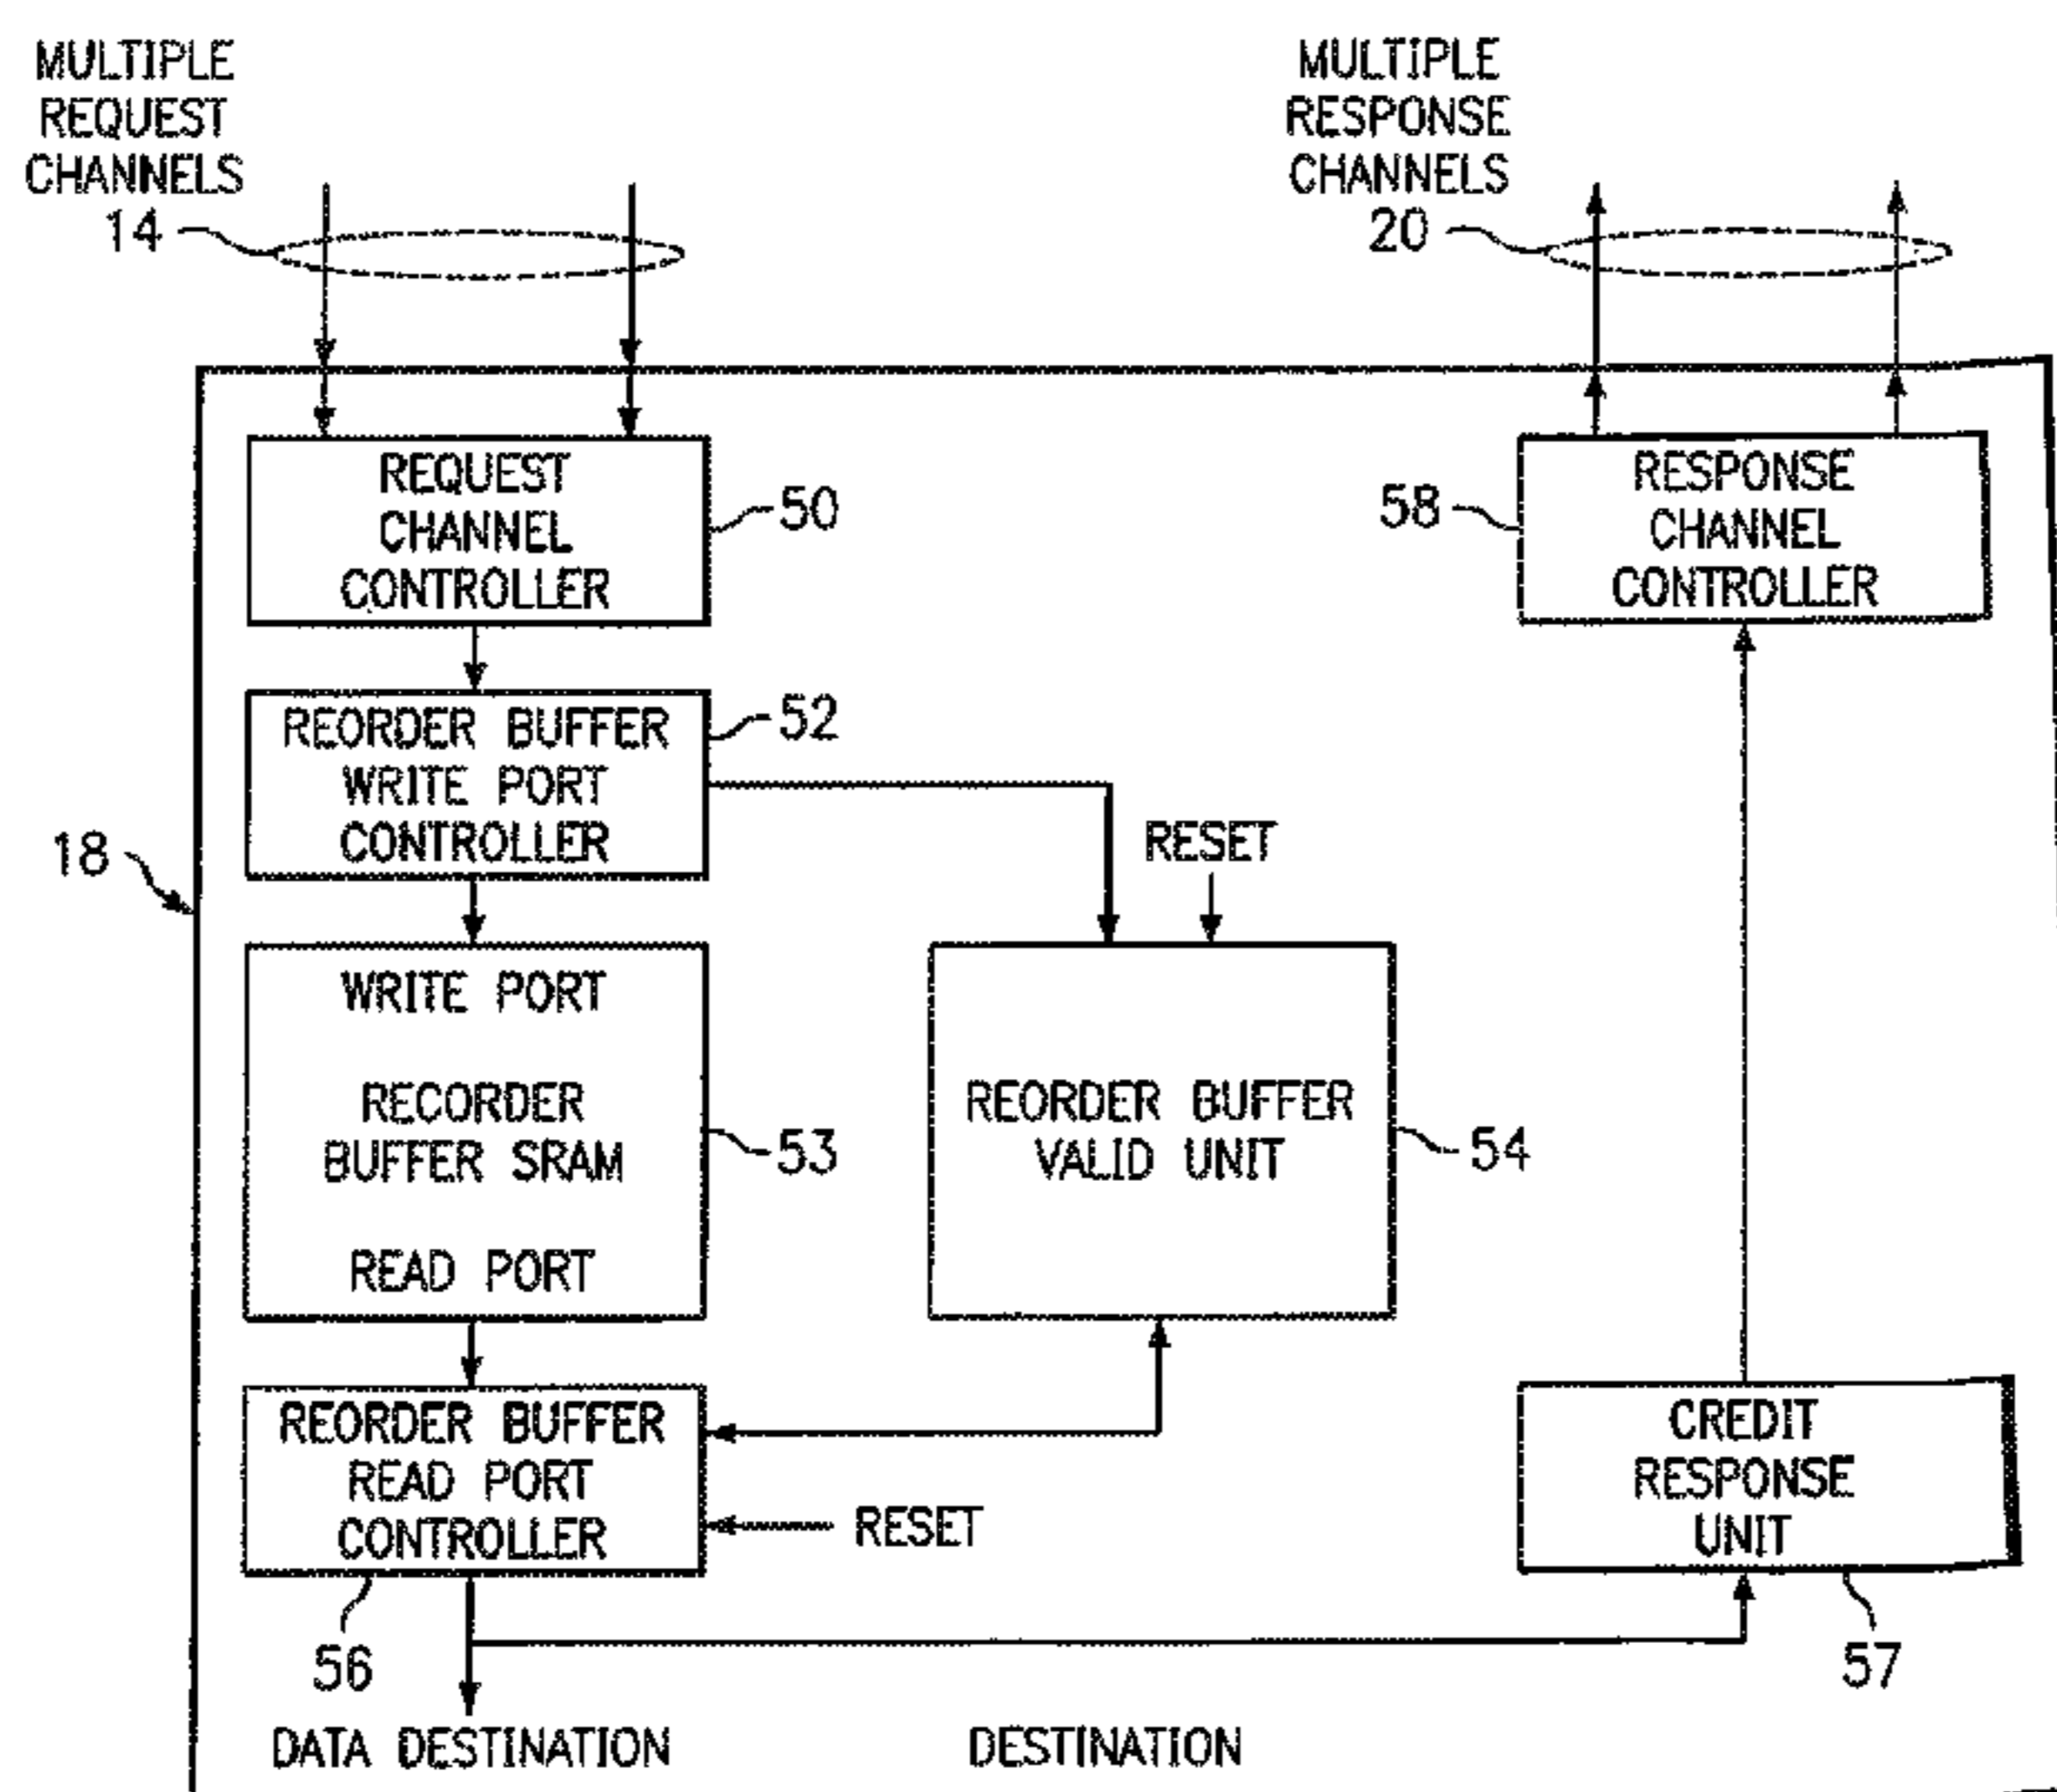 MULTIPLE
REQUEST
CHANNELS
14
MULTIPLE
RESPONSE
CHANNELS
20
REQUEST
CHANNEL
CONTROLLER
50
58
RESPONSE
CHANNEL
CONTROLLER
REORDER BUFFER
WRITE PORT
CONTROLLER
52
18
RESET
WRITE PORT
RECORDER
BUFFER SRAM
READ PORT
53
REORDER BUFFER
VALID UNIT
54
REORDER BUFFER
READ PORT
CONTROLLER
RESET
56
CREDIT
RESPONSE
UNIT
57
DATA DESTINATION
DESTINATION